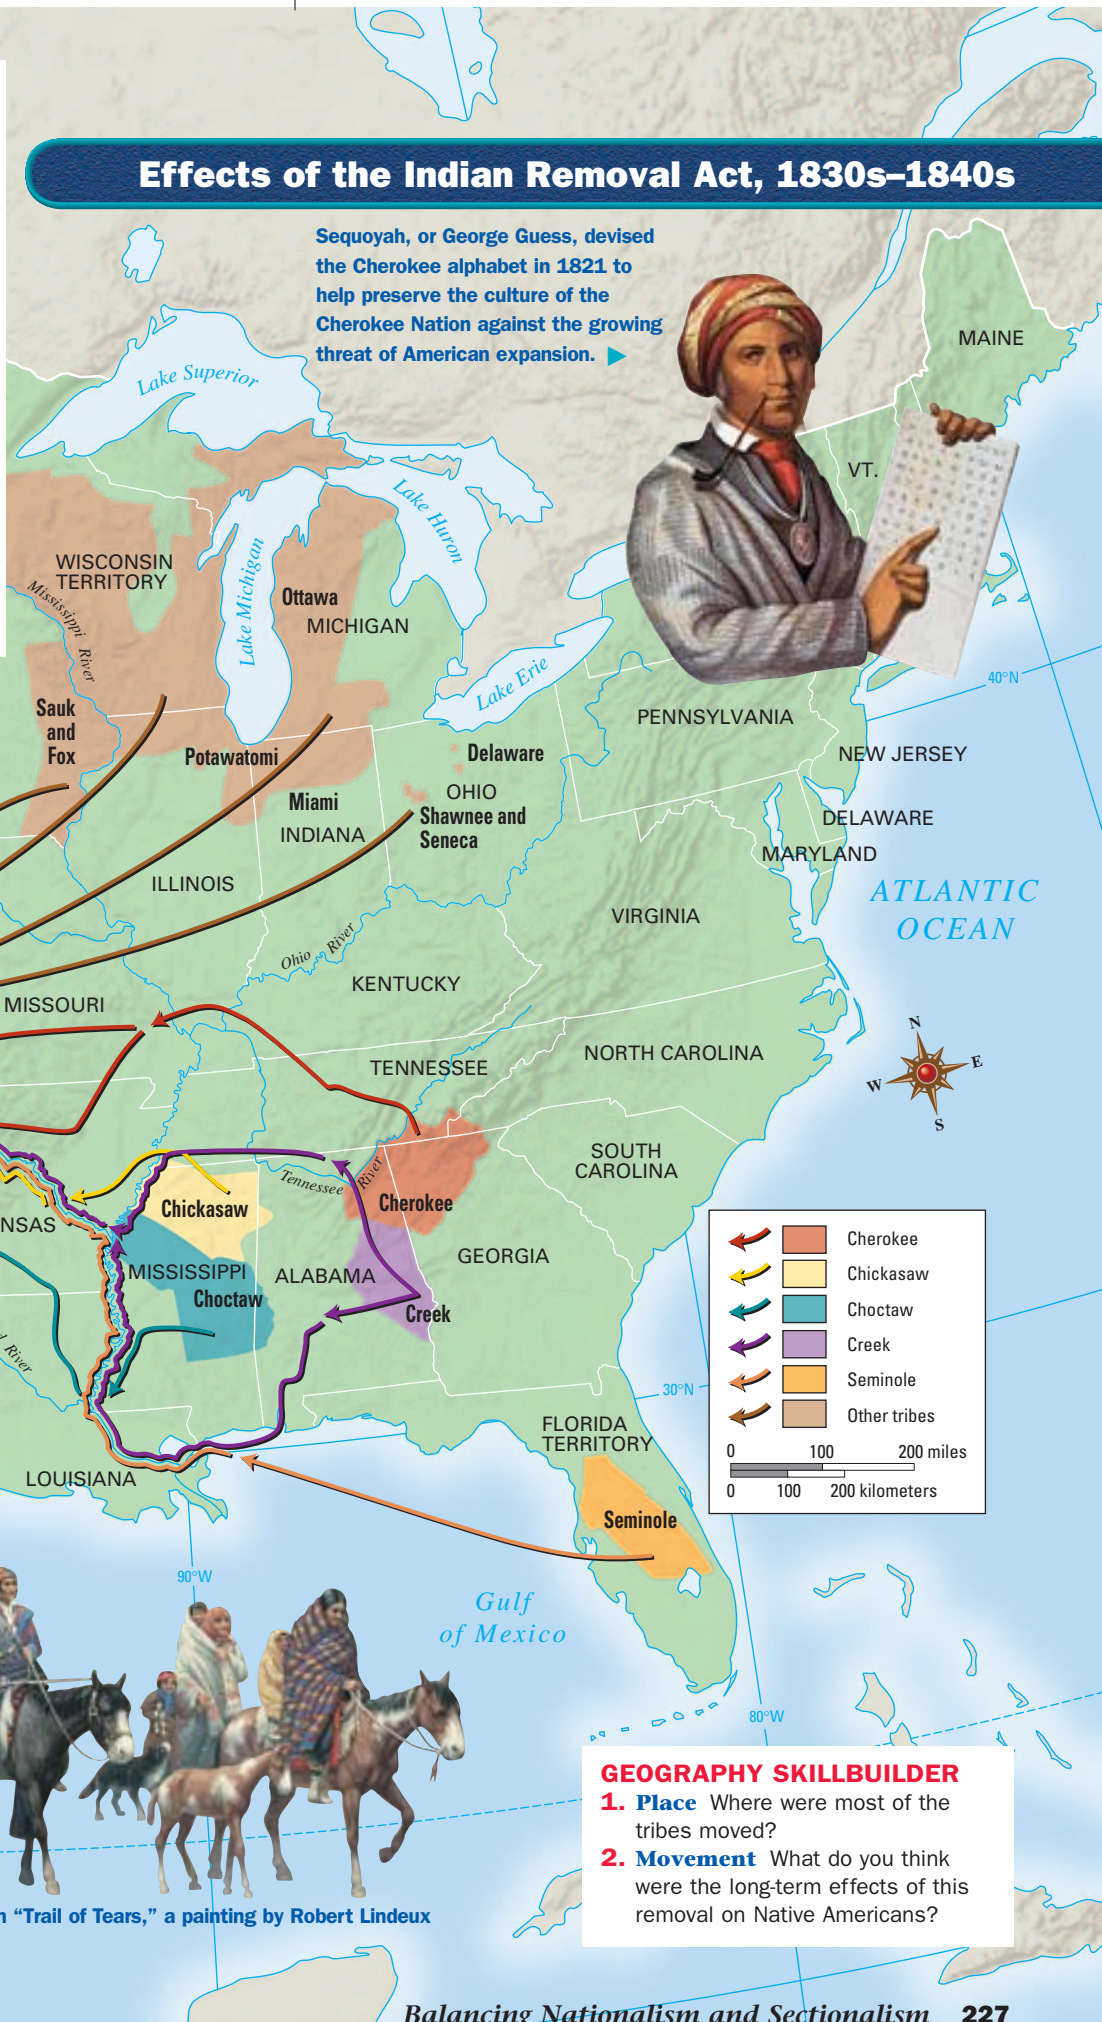 Effects of the Indian Removal Act, 1830s–1840s
Sequoyah, or George Guess, devised
the Cherokee alphabet in 1821 to
help preserve the culture of the
Cherokee Nation against the growing
threat of American expansion.
MAINE
Lake Superior
VT.
Lake Huron
WISCONSIN
TERRITORY
Mississippi River
Lake Michigan
Ottawa
MICHIGAN
Lake Erie
40°N
Sauk
and
Fox
PENNSYLVANIA
Potawatomi
Delaware
NEW JERSEY
Miami
OHIO
INDIANA
Shawnee and
Seneca
DELAWARE
MARYLAND
ILLINOIS
ATLANTIC
OCEAN
VIRGINIA
Ohio River
KENTUCKY
MISSOURI
N
E
W
S
NORTH CAROLINA
TENNESSEE
SOUTH
CAROLINA
Tennessee River
Cherokee
Chickasaw
NSAS
GEORGIA
MISSISSIPPI
ALABAMA
Choctaw
Creek
d River
Cherokee
Chickasaw
Choctaw
Creek
Seminole
Other tribes
0 100 200 miles
0 100 200 kilometers
30°N
FLORIDA
TERRITORY
LOUISIANA
Seminole
90°W
Gulf
of Mexico
80°W
GEOGRAPHY SKILLBUILDER
1. Place Where were most of the
tribes moved?
2. Movement What do you think
were the long-term effects of this
removal on Native Americans?
“Trail of Tears,” a painting by Robert Lindeux
Balancing Nationalism and Sectionalism 227